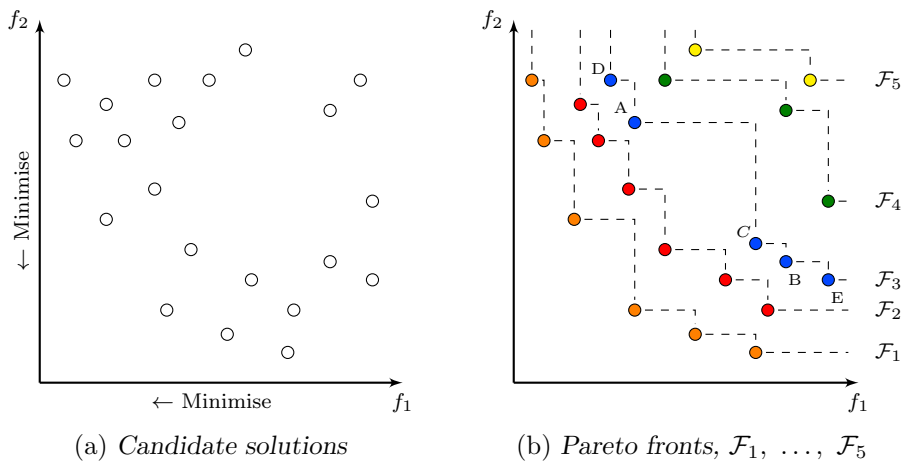 f₂
← Minimise
← Minimise
f₁
(a) Candidate solutions
f₂
D
A
C
B
E
F₅
F₄
F₃
F₂
F₁
f₁
(b) Pareto fronts, F₁, ..., F₅